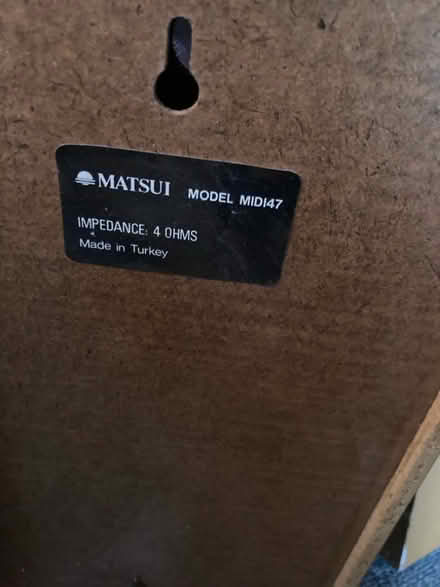 MATSUI MODEL MIDI47
IMPEDANCE: 4 OHMS
Made in Turkey